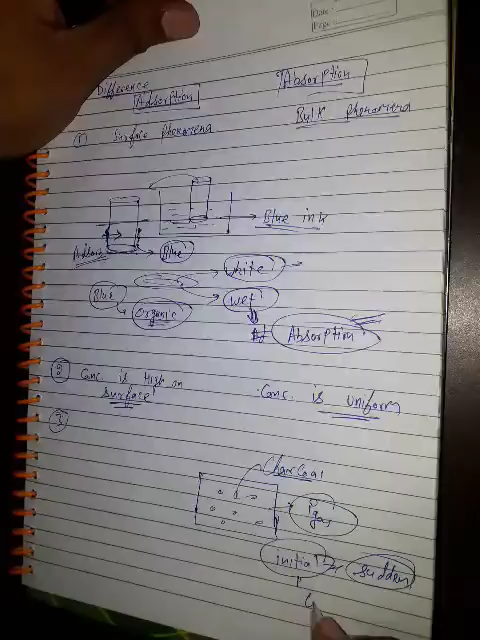 Difference
Adsorption
Absorption
① Surface phenomena
Bulk phenomena
Blue ink
Adsorb
Blue
White
Blue
Organic
wet
Absorption
② Conc. is High on
surface
Conc. is uniform
③
Charcoal
P gas
initial
sudden